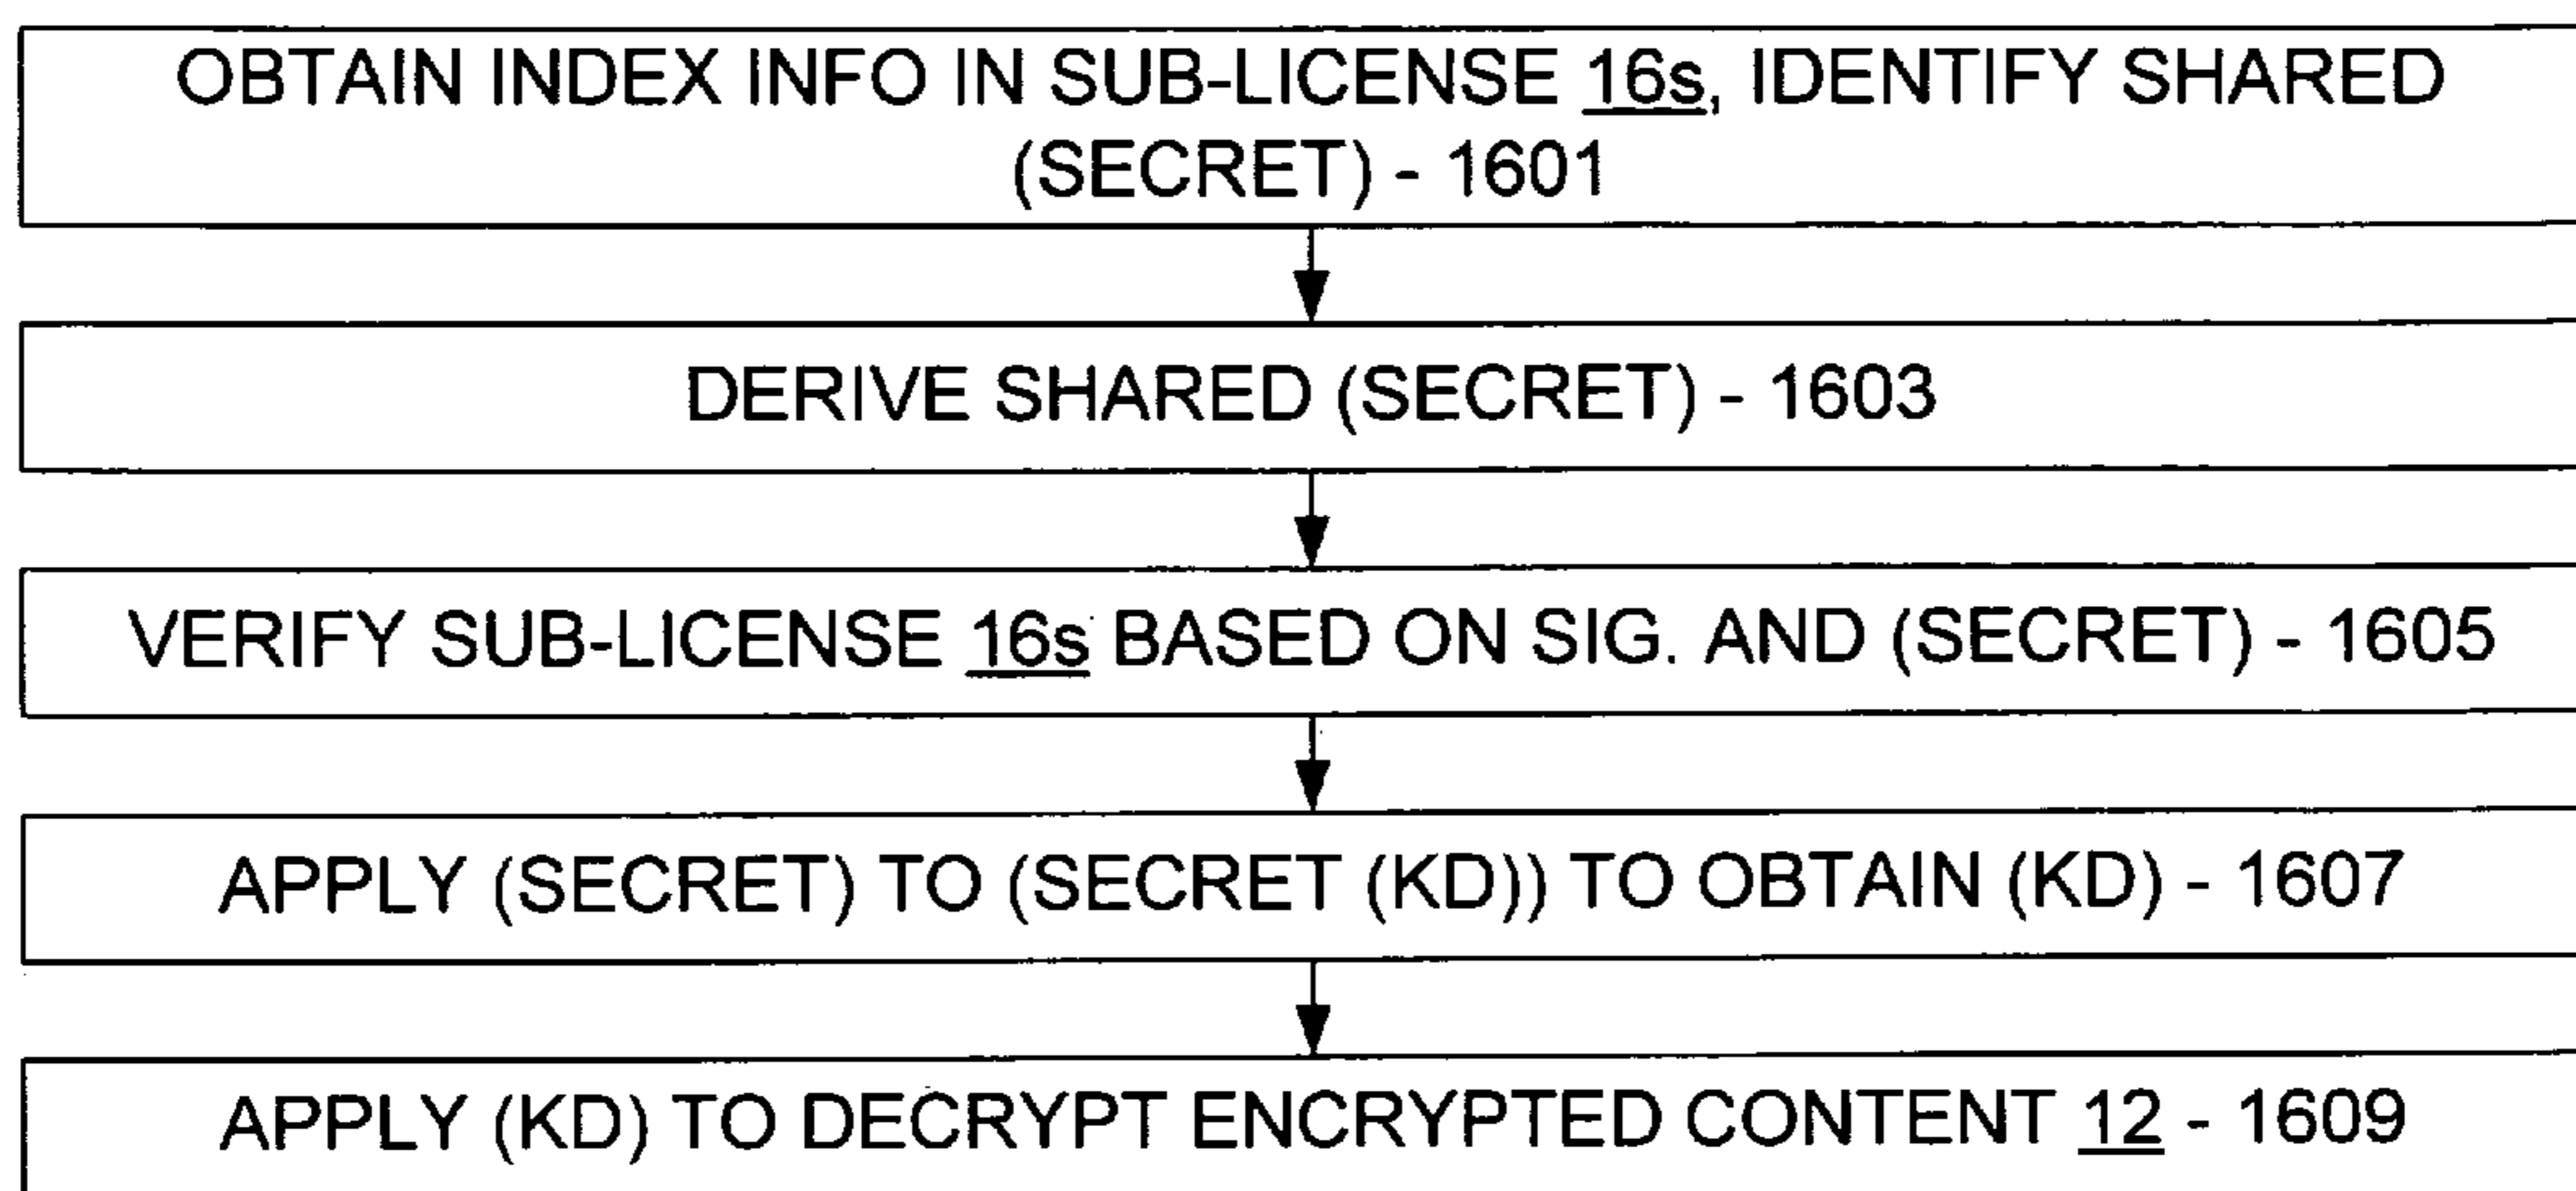 OBTAIN INDEX INFO IN SUB-LICENSE 16s, IDENTIFY SHARED
(SECRET) - 1601
DERIVE SHARED (SECRET) - 1603
VERIFY SUB-LICENSE 16s BASED ON SIG. AND (SECRET) - 1605
APPLY (SECRET) TO (SECRET (KD)) TO OBTAIN (KD) - 1607
APPLY (KD) TO DECRYPT ENCRYPTED CONTENT 12 - 1609